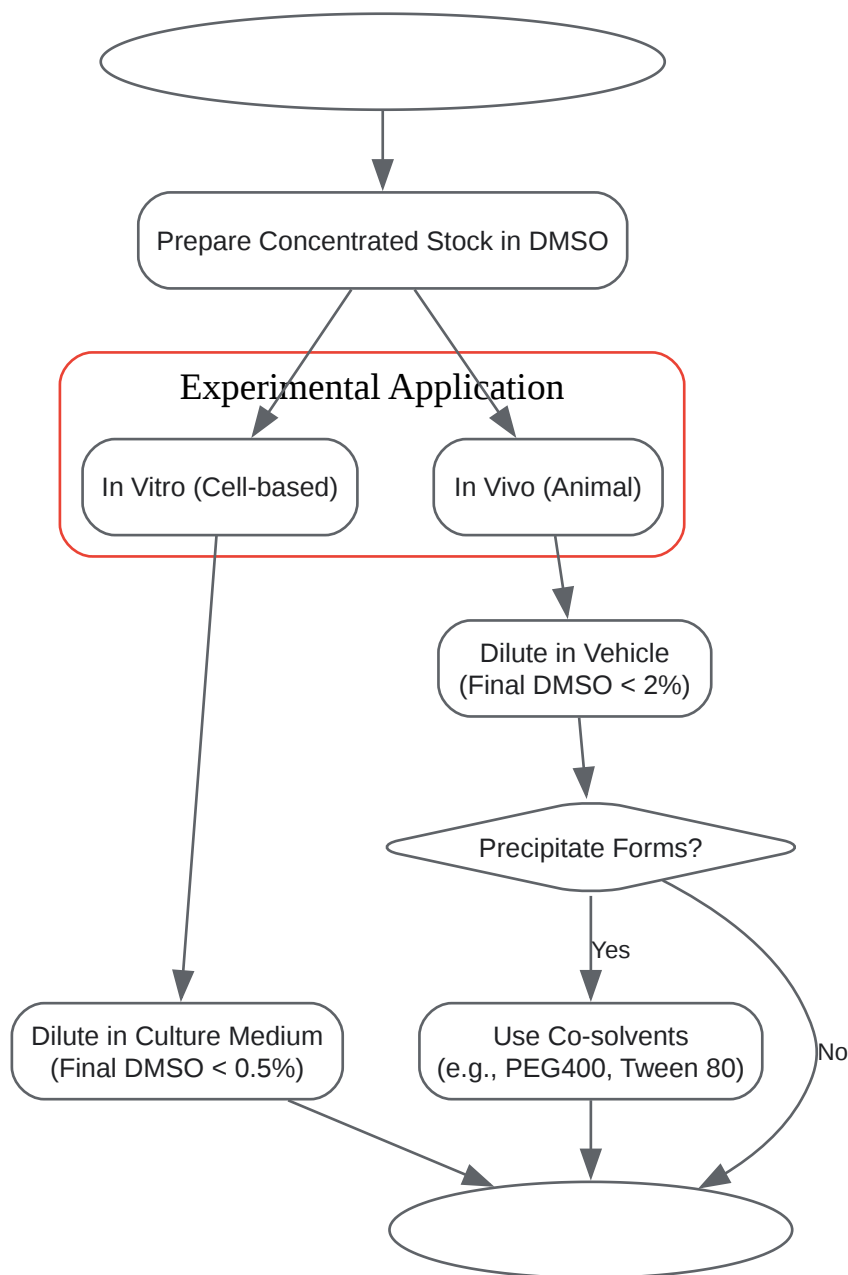 Prepare Concentrated Stock in DMSO
Experimental Application
In Vitro (Cell-based)
In Vivo (Animal)
Dilute in Vehicle
(Final DMSO < 2%)
Precipitate Forms?
Yes
No
Dilute in Culture Medium
(Final DMSO < 0.5%)
Use Co-solvents
(e.g., PEG400, Tween 80)